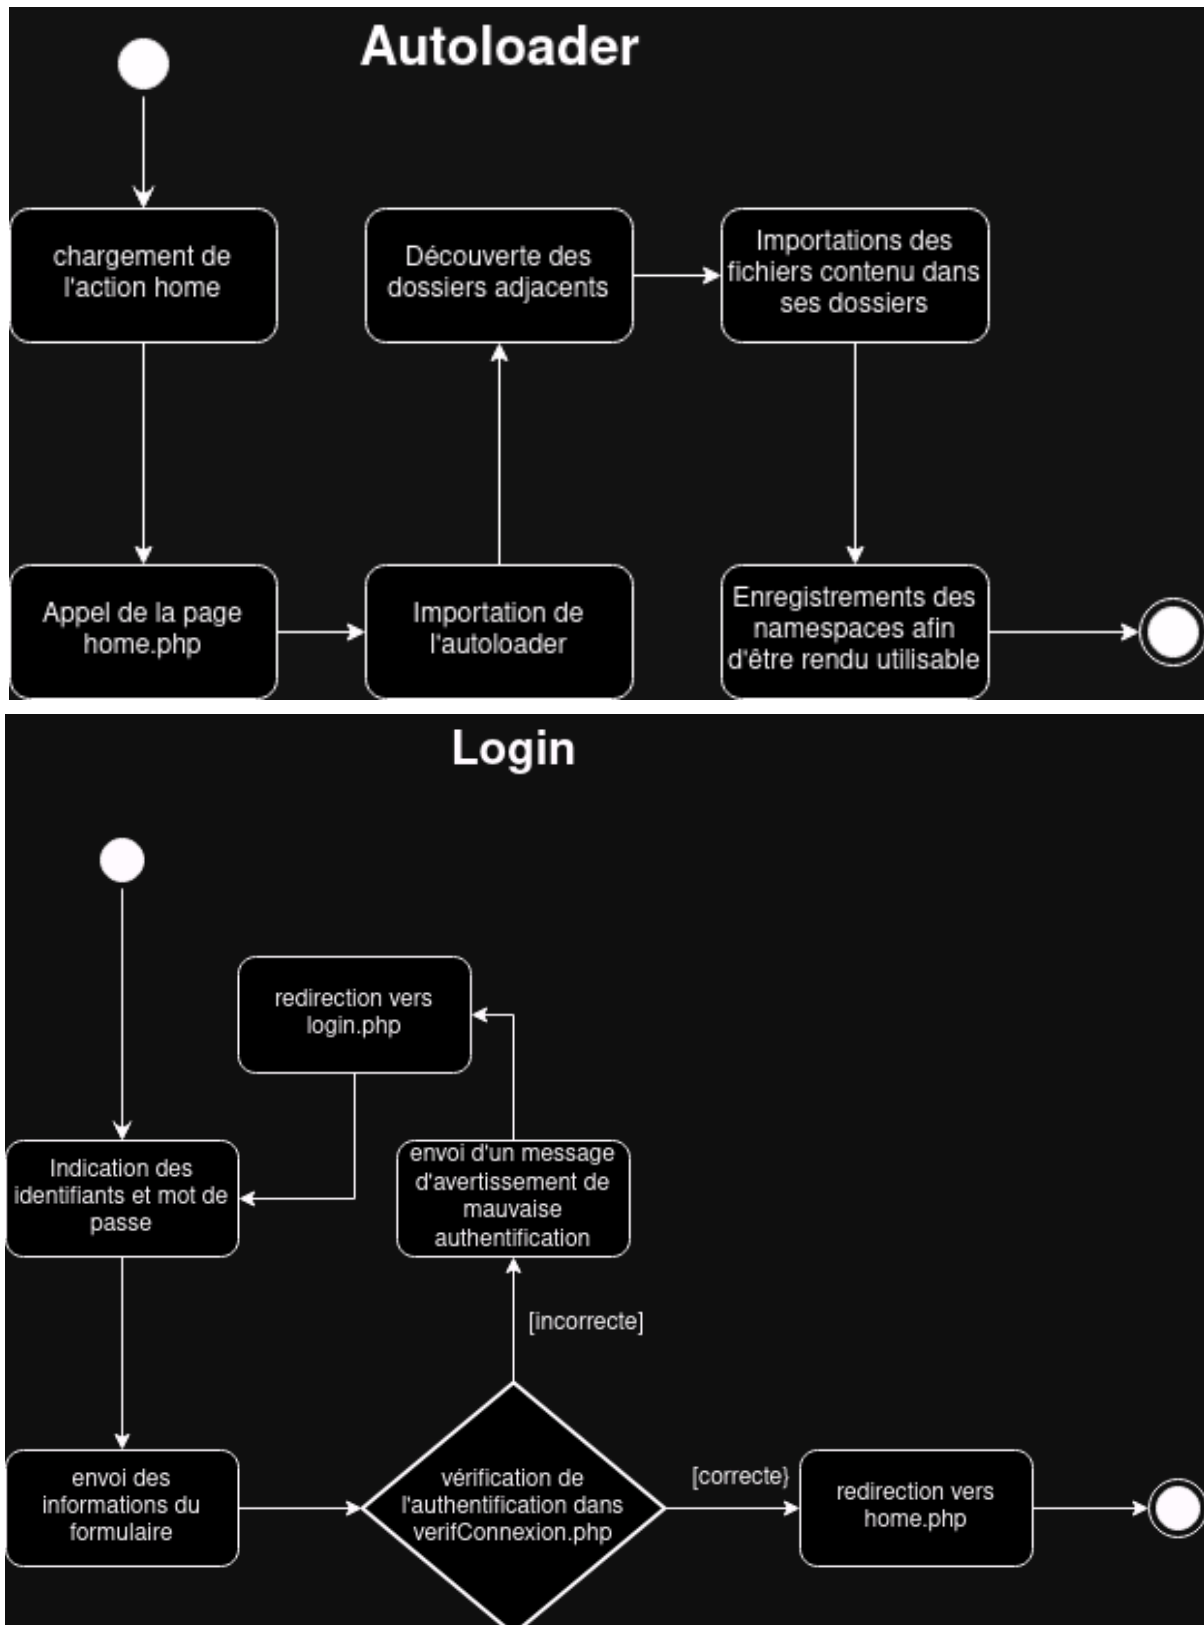 Autoloader
chargement de
l'action home
Appel de la page
home.php
Importation de
l'autoloader
Découverte des
dossiers adjacents
Importations des
fichiers contenu dans
ses dossiers
Enregistrements des
namespaces afin
d'être rendu utilisable
Login
Indication des
identifiants et mot de
passe
envoi des
informations du
formulaire
vérification de
l'authentification dans
verifConnexion.php
[incorrecte]
envoi d'un message
d'avertissement de
mauvaise
authentification
redirection vers
login.php
[correcte}
redirection vers
home.php